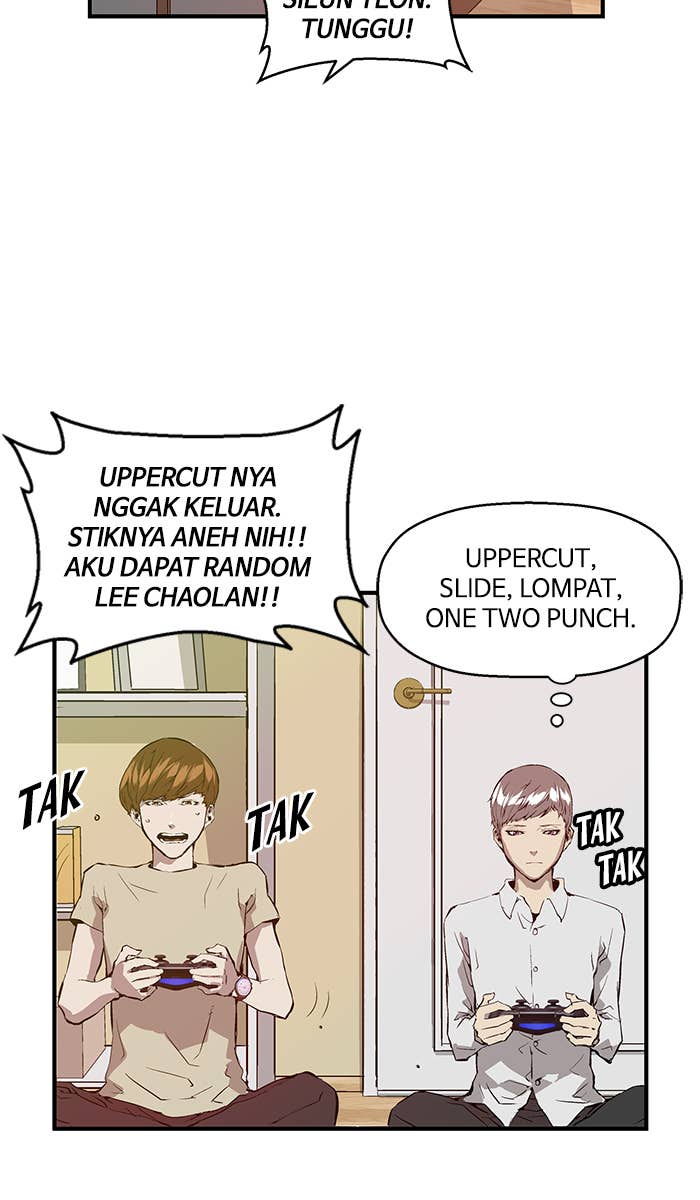 TUNGGU!
UPPERCUT NYA
NGGAK KELUAR.
STIKNYA ANEH NIH!!
AKU DAPAT RANDOM
LEE CHAOLAN!!
UPPERCUT,
SLIDE, LOMPAT,
ONE TWO PUNCH.
TAK
TAK
TAK
TAK